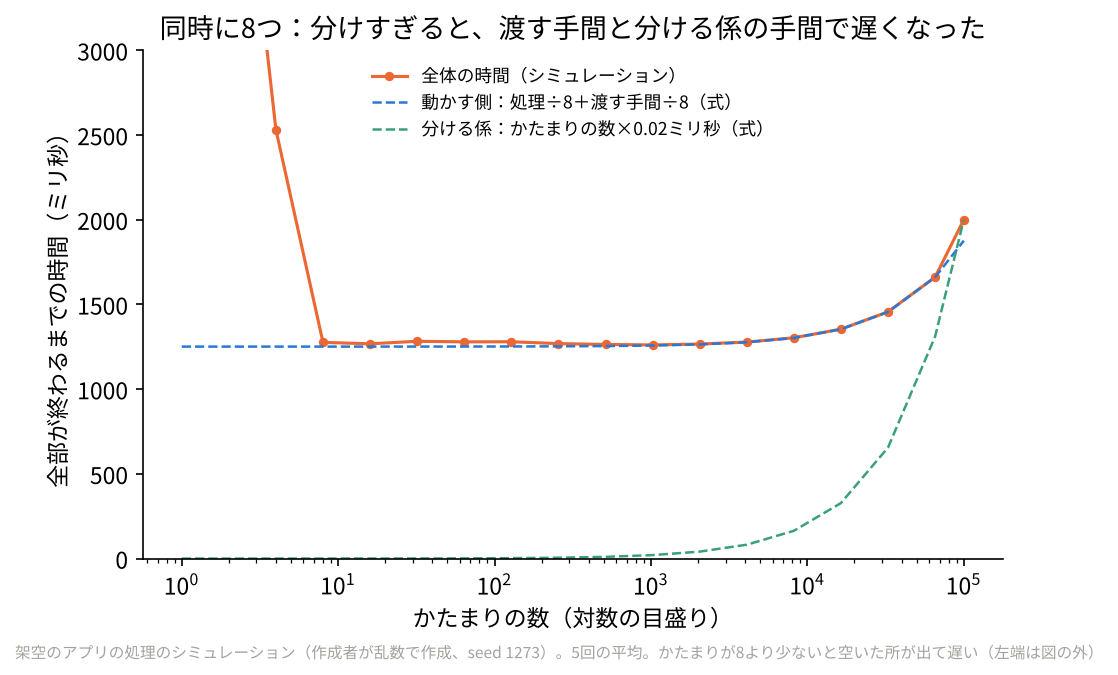 同時に8つ：分けすぎると、渡す手間と分ける係の手間で遅くなった
全体の時間（シミュレーション）
動かす側：処理÷8＋渡す手間÷8（式）
分ける係：かたまりの数×0.02ミリ秒（式）
全部が終わるまでの時間（ミリ秒）
3000
2500
2000
1500
1000
500
0
10⁰ 10¹ 10² 10³ 10⁴ 10⁵
かたまりの数（対数の目盛り）
架空のアプリの処理のシミュレーション（作成者が乱数で作成、seed 1273）。5回の平均。かたまりが8より少ないと空いた所が出て遅い（左端は図の外）